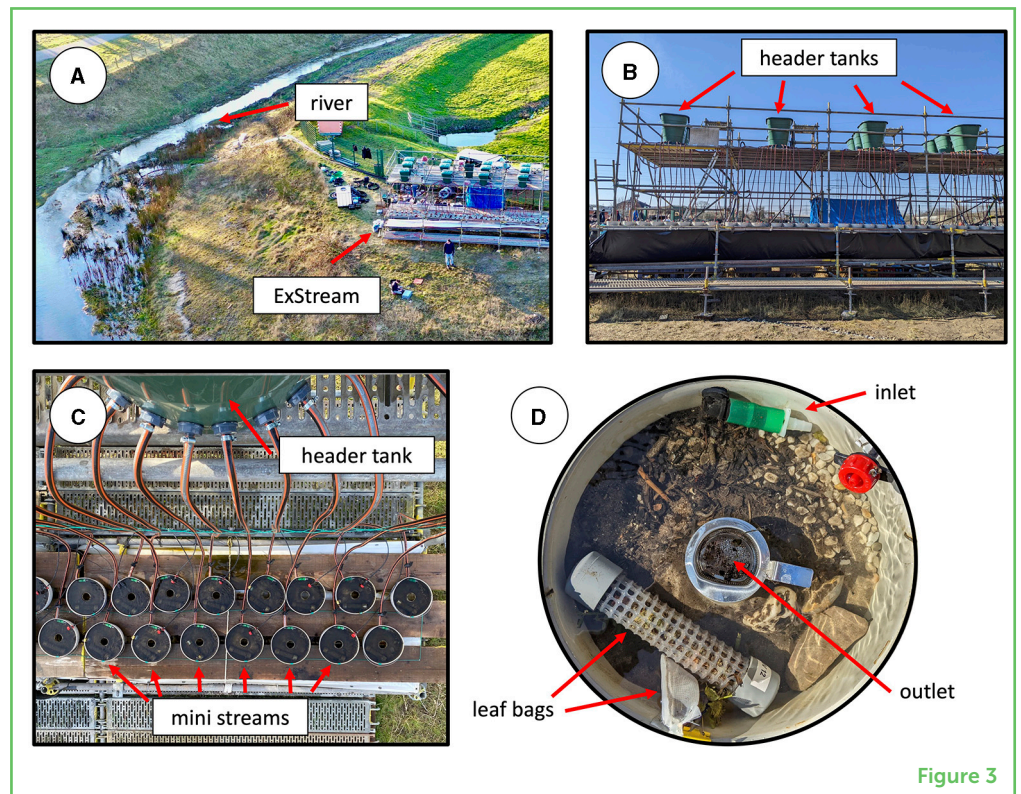 A
river
ExStream
B
header tanks
C
header tank
mini streams
D
inlet
leaf bags
outlet
Figure 3